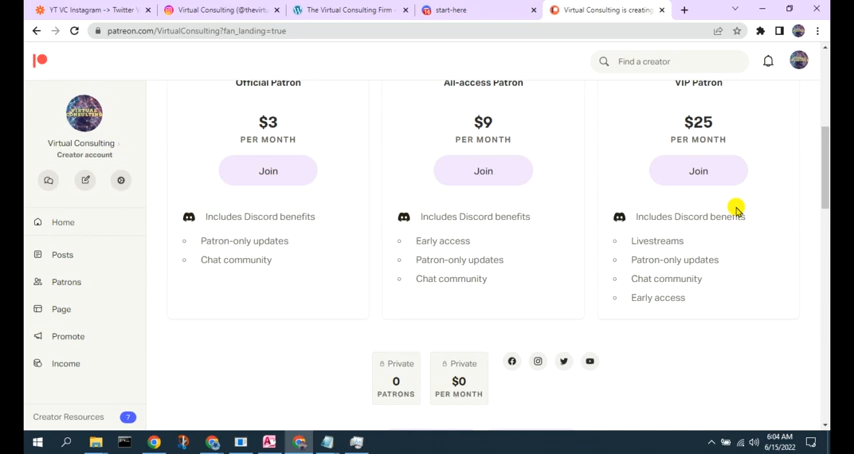 YT VC Instagram -> Twitter
Virtual Consulting (@thevirtu
The Virtual Consulting Firm -
start-here
Virtual Consulting is creating
patreon.com/VirtualConsulting?fan_landing=true
Find a creator
Virtual Consulting
Creator account
Home
Posts
Patrons
Page
Promote
Income
Creator Resources 7
Official Patron
$3
PER MONTH
Join
Includes Discord benefits
Patron-only updates
Chat community
All-access Patron
$9
PER MONTH
Join
Includes Discord benefits
Early access
Patron-only updates
Chat community
VIP Patron
$25
PER MONTH
Join
Includes Discord benefits
Livestreams
Patron-only updates
Chat community
Early access
Private
0
PATRONS
Private
$0
PER MONTH
6:04 AM
6/15/2022